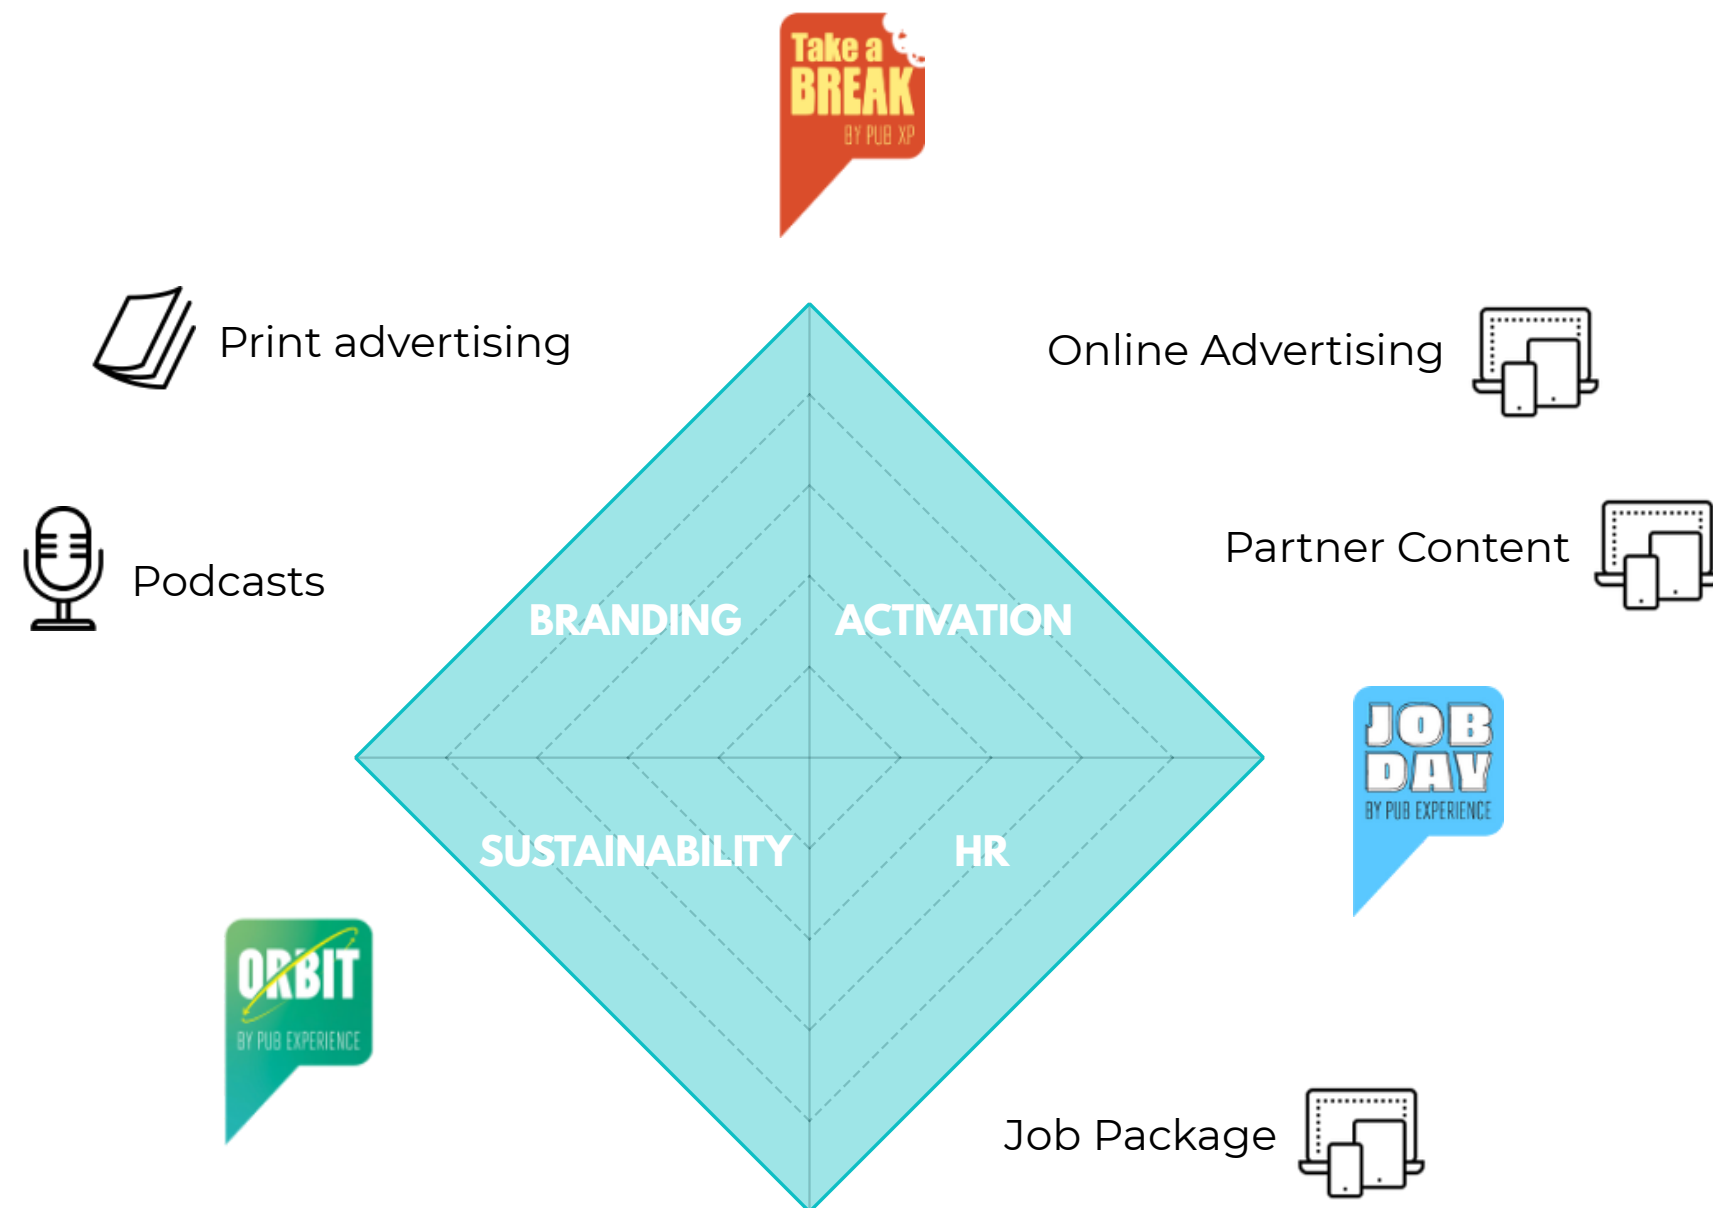 Take a
BREAK
BY PUB XP
Print advertising
Online Advertising
Podcasts
Partner Content
BRANDING
ACTIVATION
JOB
DAY
BY PUB EXPERIENCE
SUSTAINABILITY
HR
ORBIT
BY PUB EXPERIENCE
Job Package